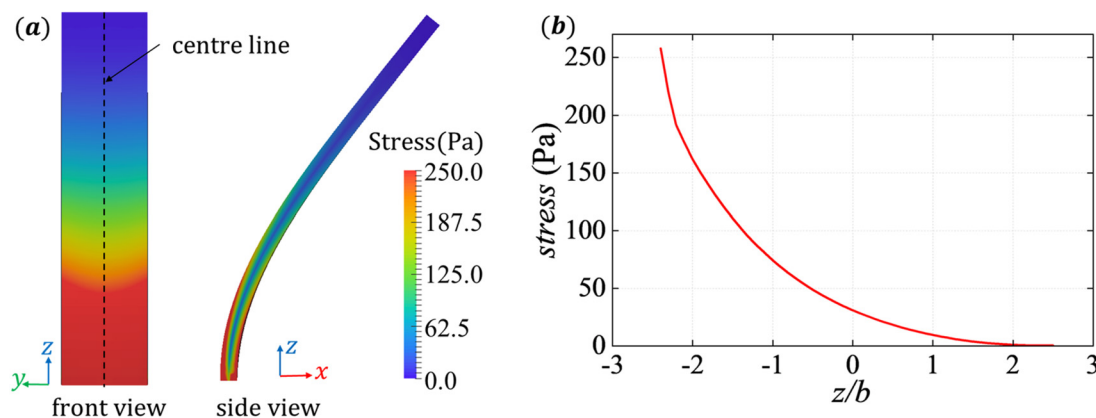 (a)
centre line
Stress(Pa)
250.0
187.5
125.0
62.5
0.0
z
y
z
x
front view
side view
(b)
stress (Pa)
250
200
150
100
50
0
-3 -2 -1 0 1 2 3
z/b